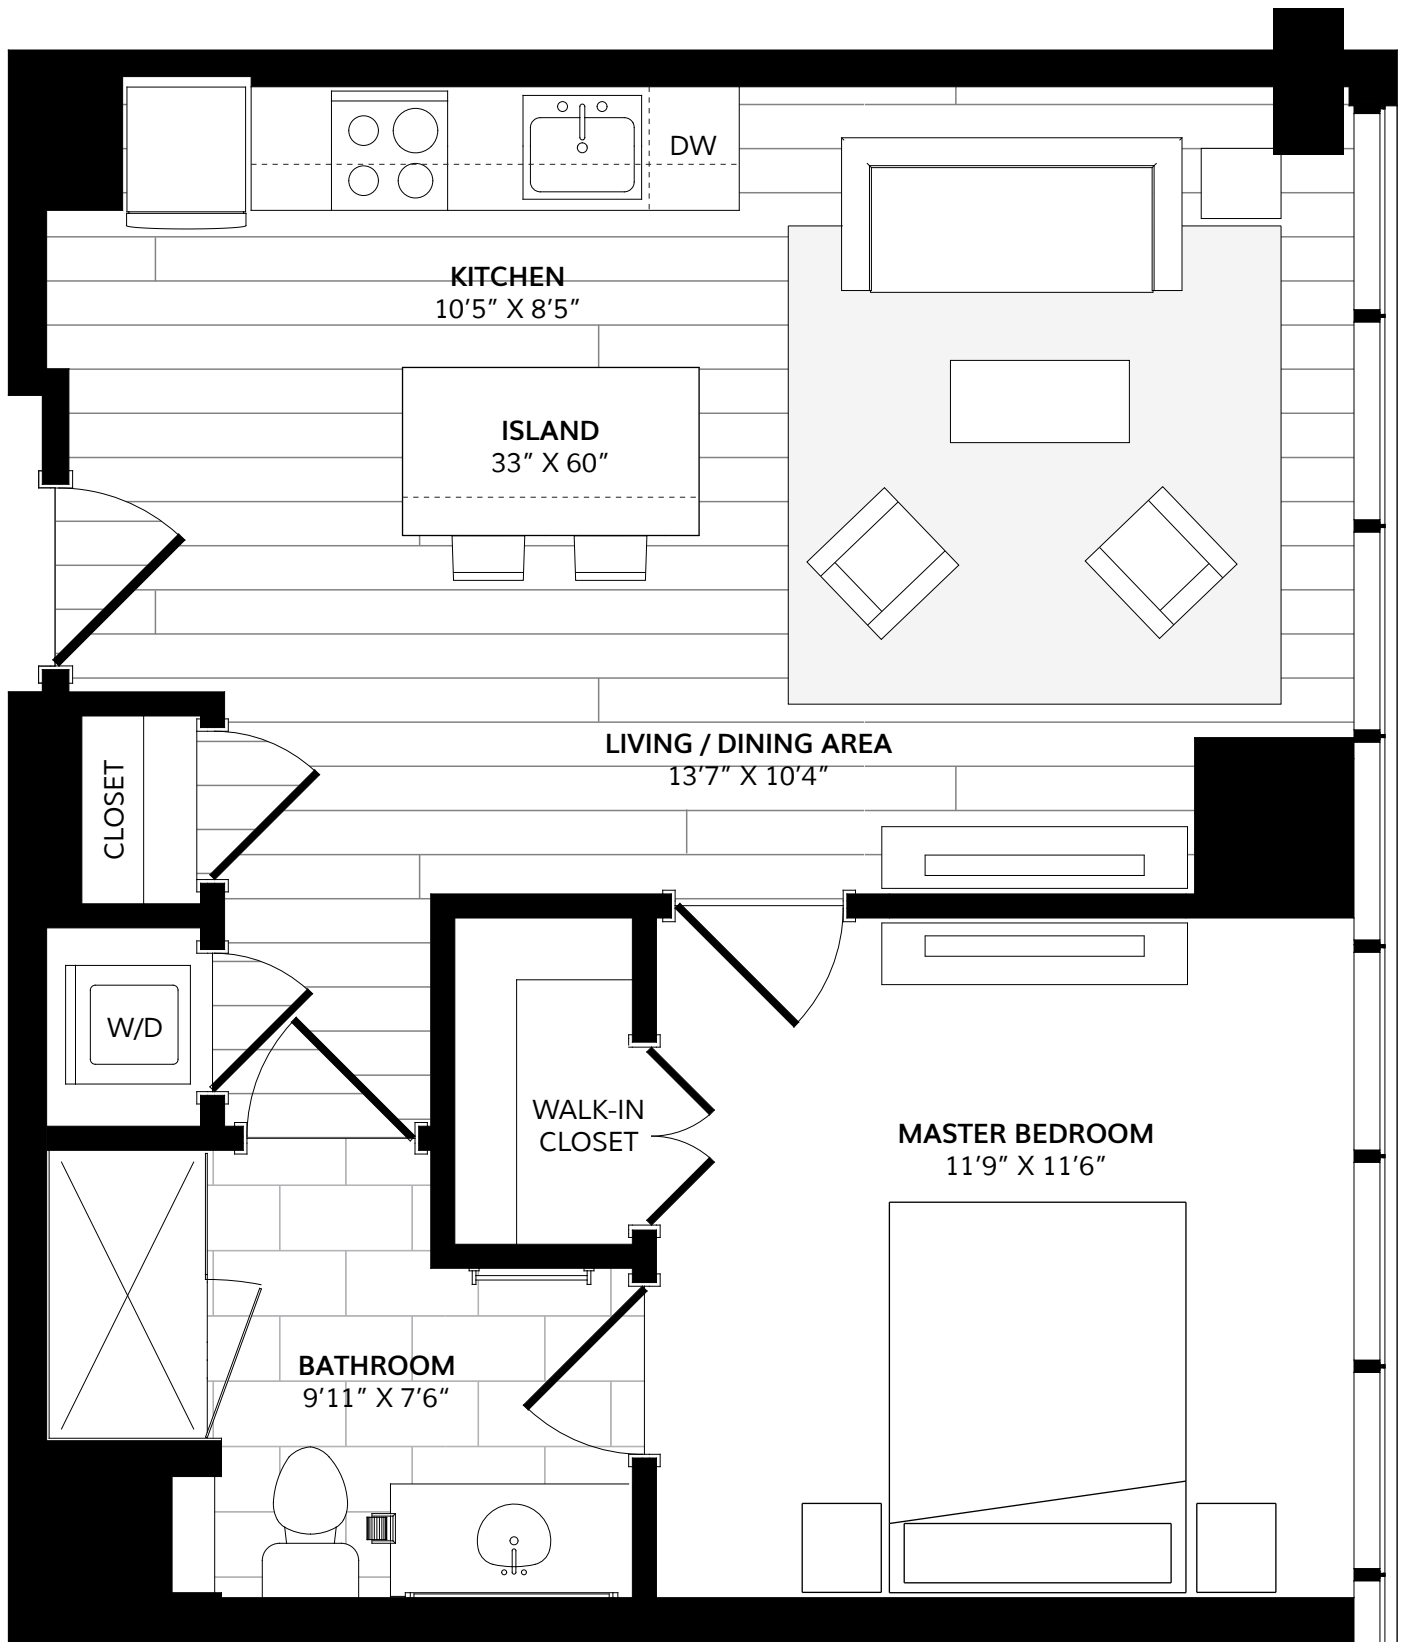 DW
KITCHEN
10’5” X 8’5”
ISLAND
33” X 60”
LIVING / DINING AREA
13’7” X 10’4”
CLOSET
W/D
WALK-IN
CLOSET
MASTER BEDROOM
11’9” X 11’6”
BATHROOM
9’11” X 7’6“